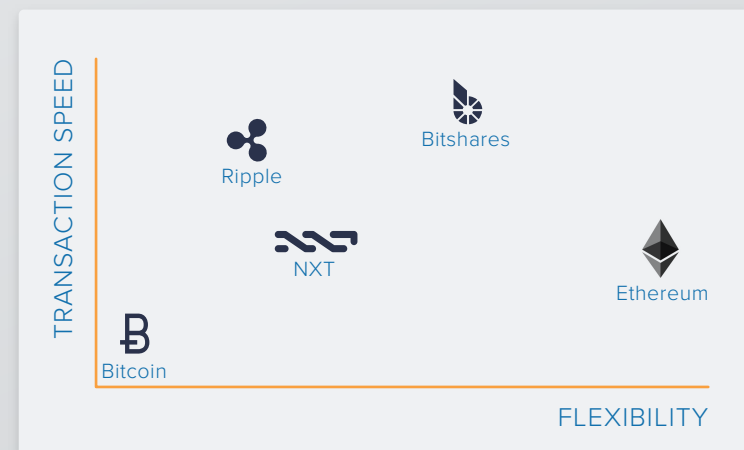 TRANSACTION SPEED
Bitshares
Ripple
NXT
Ethereum
Bitcoin
FLEXIBILITY